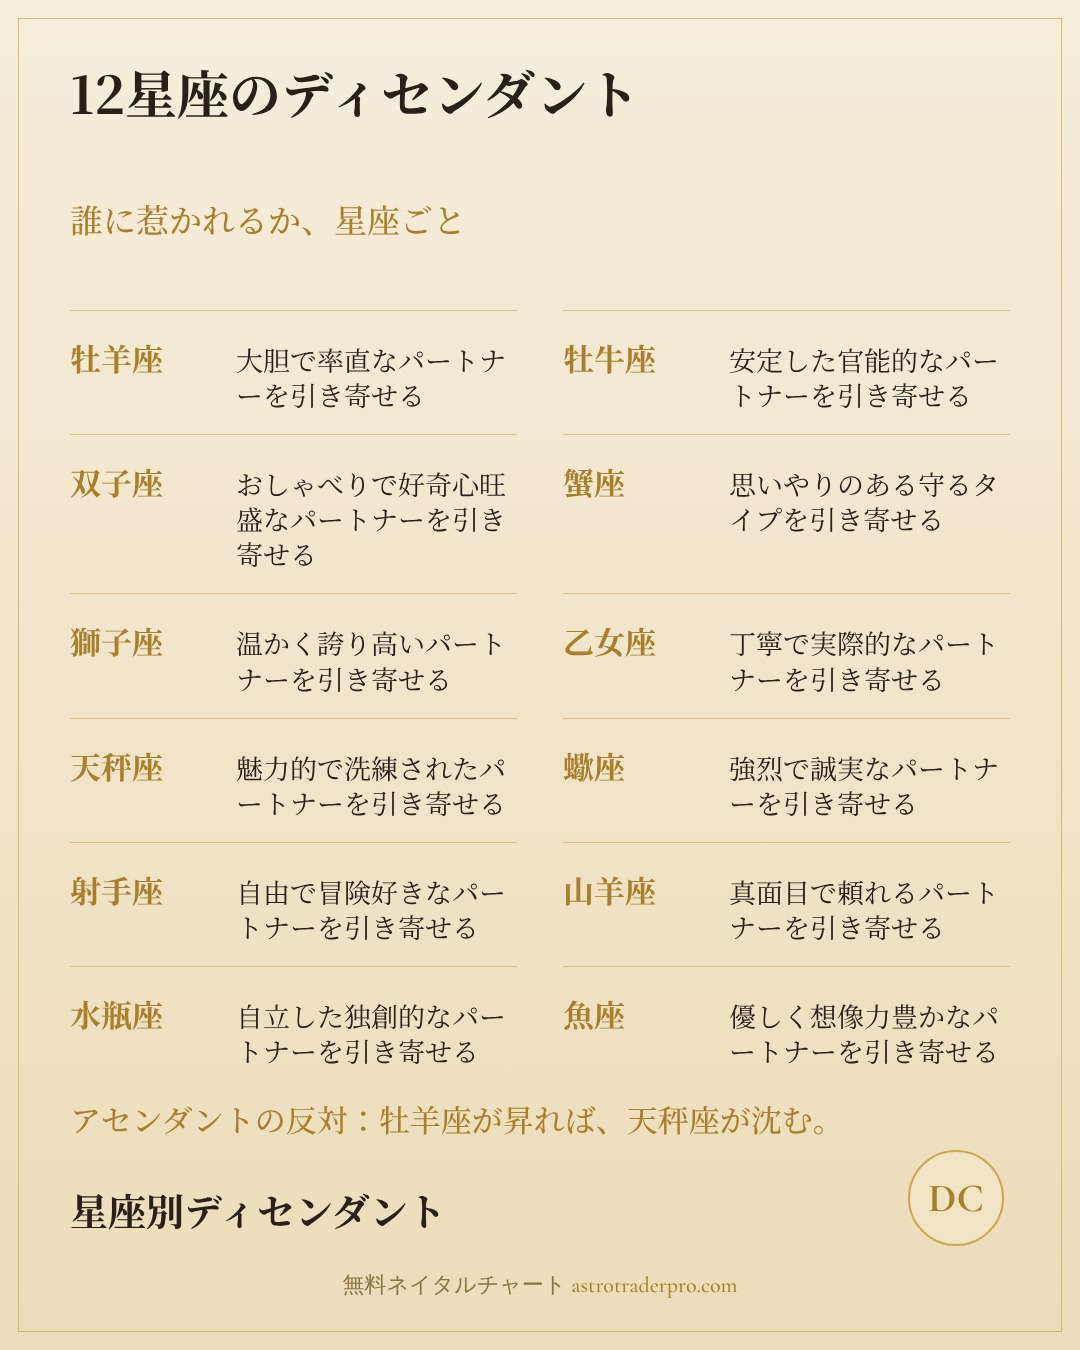 12星座のディセンダント
誰に惹かれるか、星座ごと
牡羊座
大胆で率直なパートナ
ーを引き寄せる
牡牛座
安定した官能的なパー
トナーを引き寄せる
双子座
おしゃべりで好奇心旺
盛なパートナーを引き
寄せる
蟹座
思いやりのある守るタ
イプを引き寄せる
獅子座
温かく誇り高いパート
ナーを引き寄せる
乙女座
丁寧で実際的なパート
ナーを引き寄せる
天秤座
魅力的で洗練されたパ
ートナーを引き寄せる
蠍座
強烈で誠実なパートナ
ーを引き寄せる
射手座
自由で冒険好きなパー
トナーを引き寄せる
山羊座
真面目で頼れるパート
ナーを引き寄せる
水瓶座
自立した独創的なパー
トナーを引き寄せる
魚座
優しく想像力豊かなパ
ートナーを引き寄せる
アセンダントの反対：牡羊座が昇れば、天秤座が沈む。
星座別ディセンダント
DC
無料ネイタルチャート astrotraderpro.com